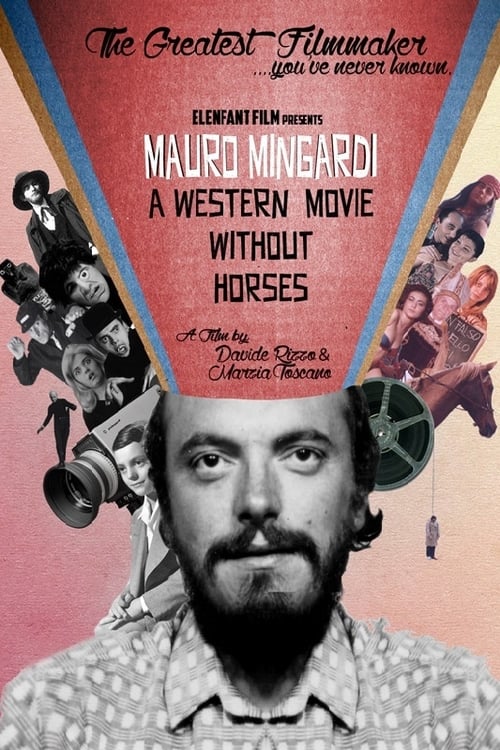 The Greatest Filmmaker
....you've never known.
ELENFANT FILM PRESENTS
MAURO MINGARDI
A WESTERN MOVIE
WITHOUT
HORSES
A Film by
Davide Rizzo &
Marzia Toscano